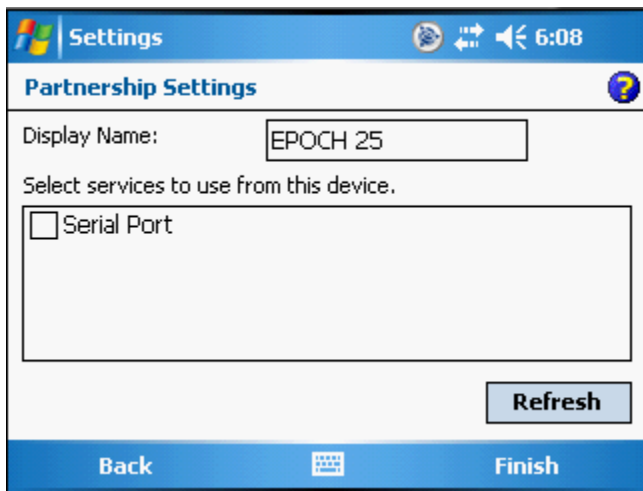 Settings 6:08
Partnership Settings
Display Name: EPOCH 25
Select services to use from this device.
Serial Port
Refresh
Back Finish